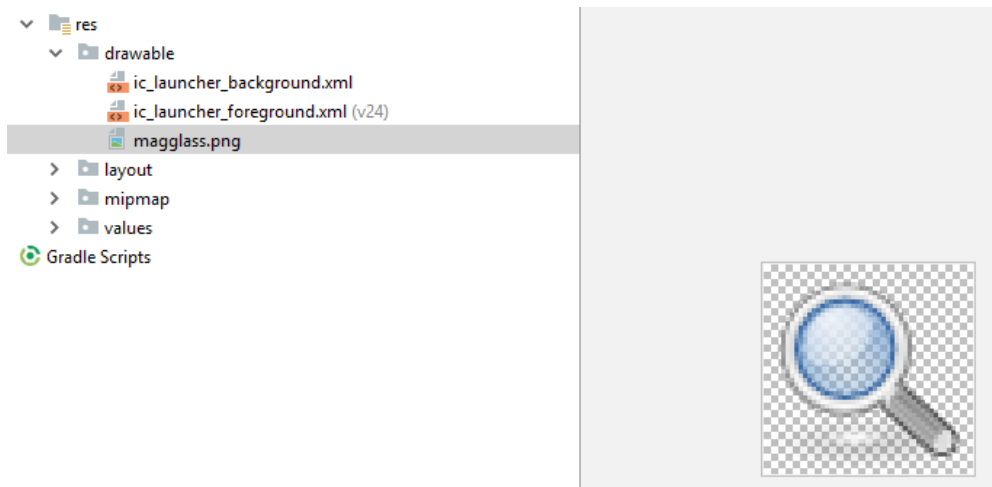 res
drawable
ic_launcher_background.xml
ic_launcher_foreground.xml (v24)
magglass.png
layout
mipmap
values
Gradle Scripts